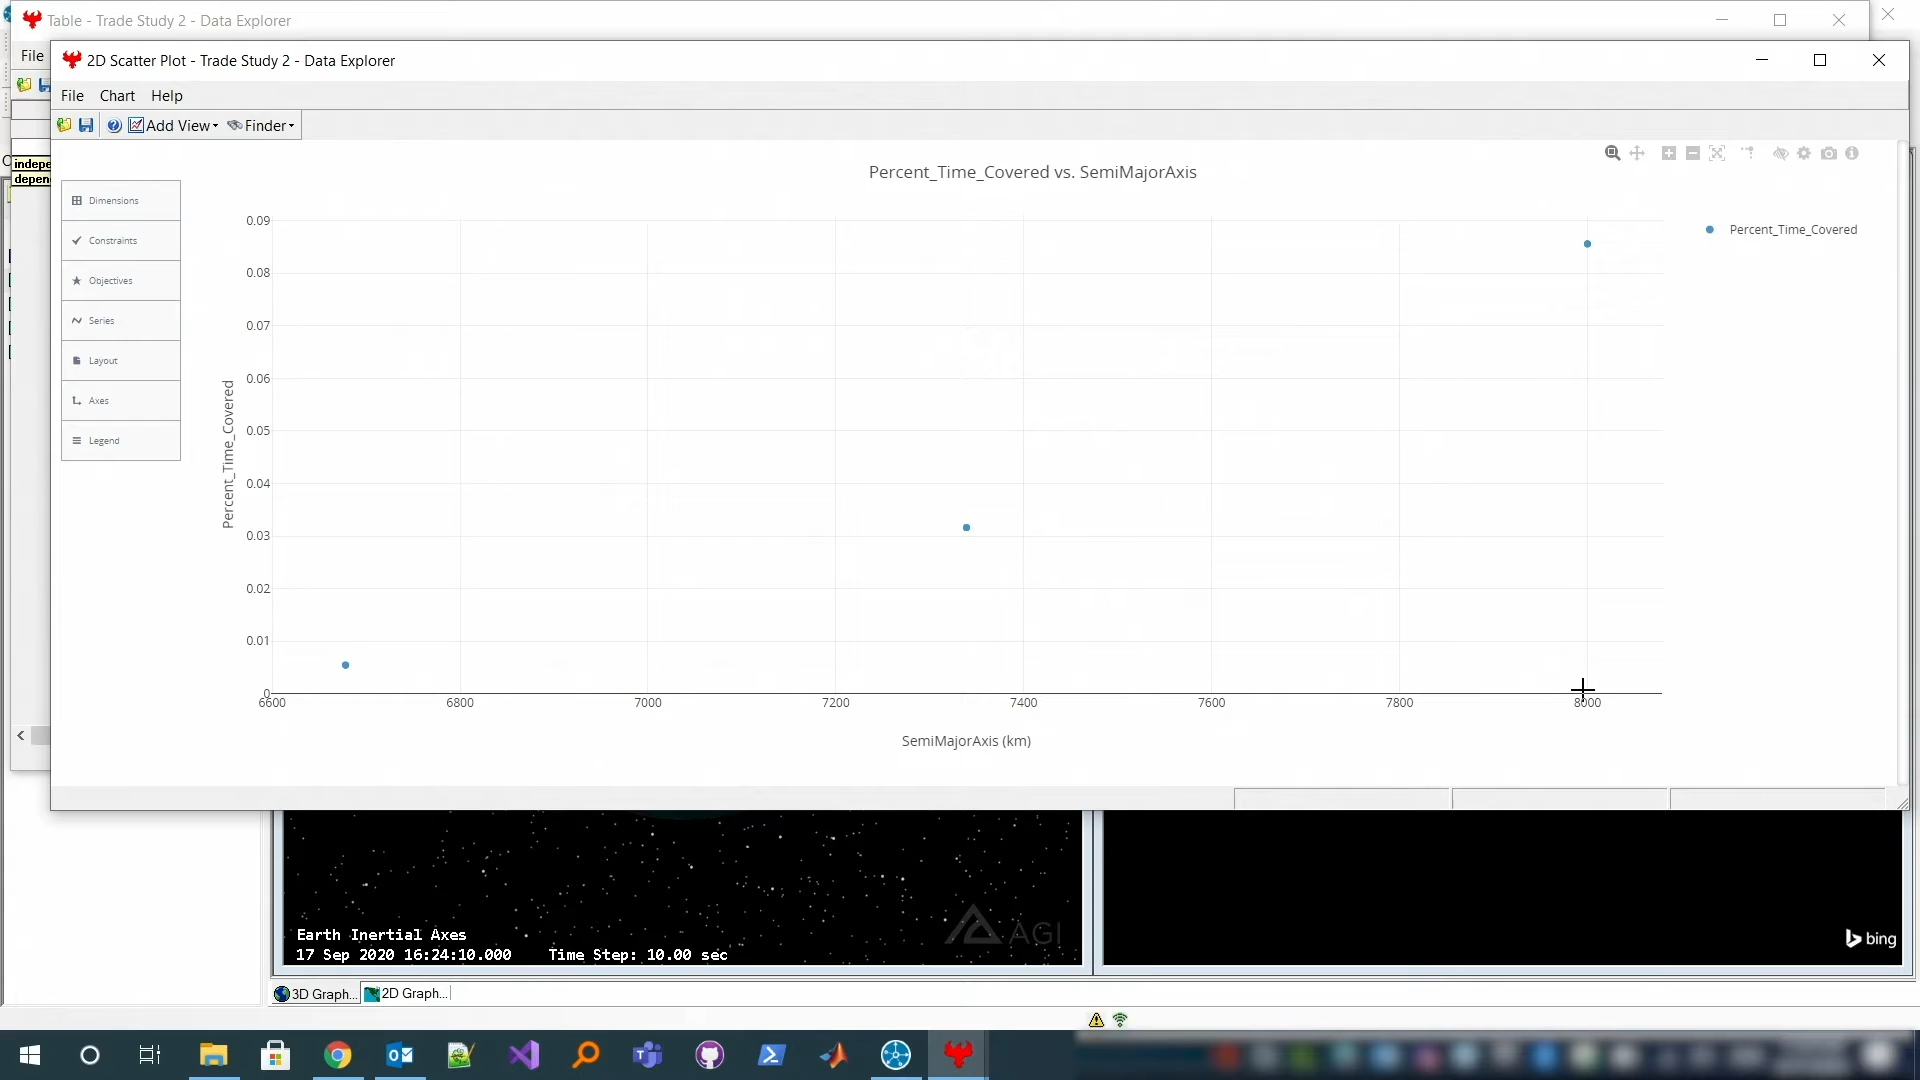 Table - Trade Study 2 - Data Explorer
File
2D Scatter Plot - Trade Study 2 - Data Explorer
File Chart Help
Add View Finder
indepe
depen
Percent_Time_Covered vs. SemiMajorAxis
Dimensions
Constraints
Objectives
Series
Layout
Axes
Legend
Percent_Time_Covered
0.09
0.08
0.07
0.06
0.05
0.04
0.03
0.02
0.01
0
6600 6800 7000 7200 7400 7600 7800 8000
SemiMajorAxis (km)
Percent_Time_Covered
Earth Inertial Axes
17 Sep 2020 16:24:10.000 Time Step: 10.00 sec
AGI
bing
3D Graph... 2D Graph...